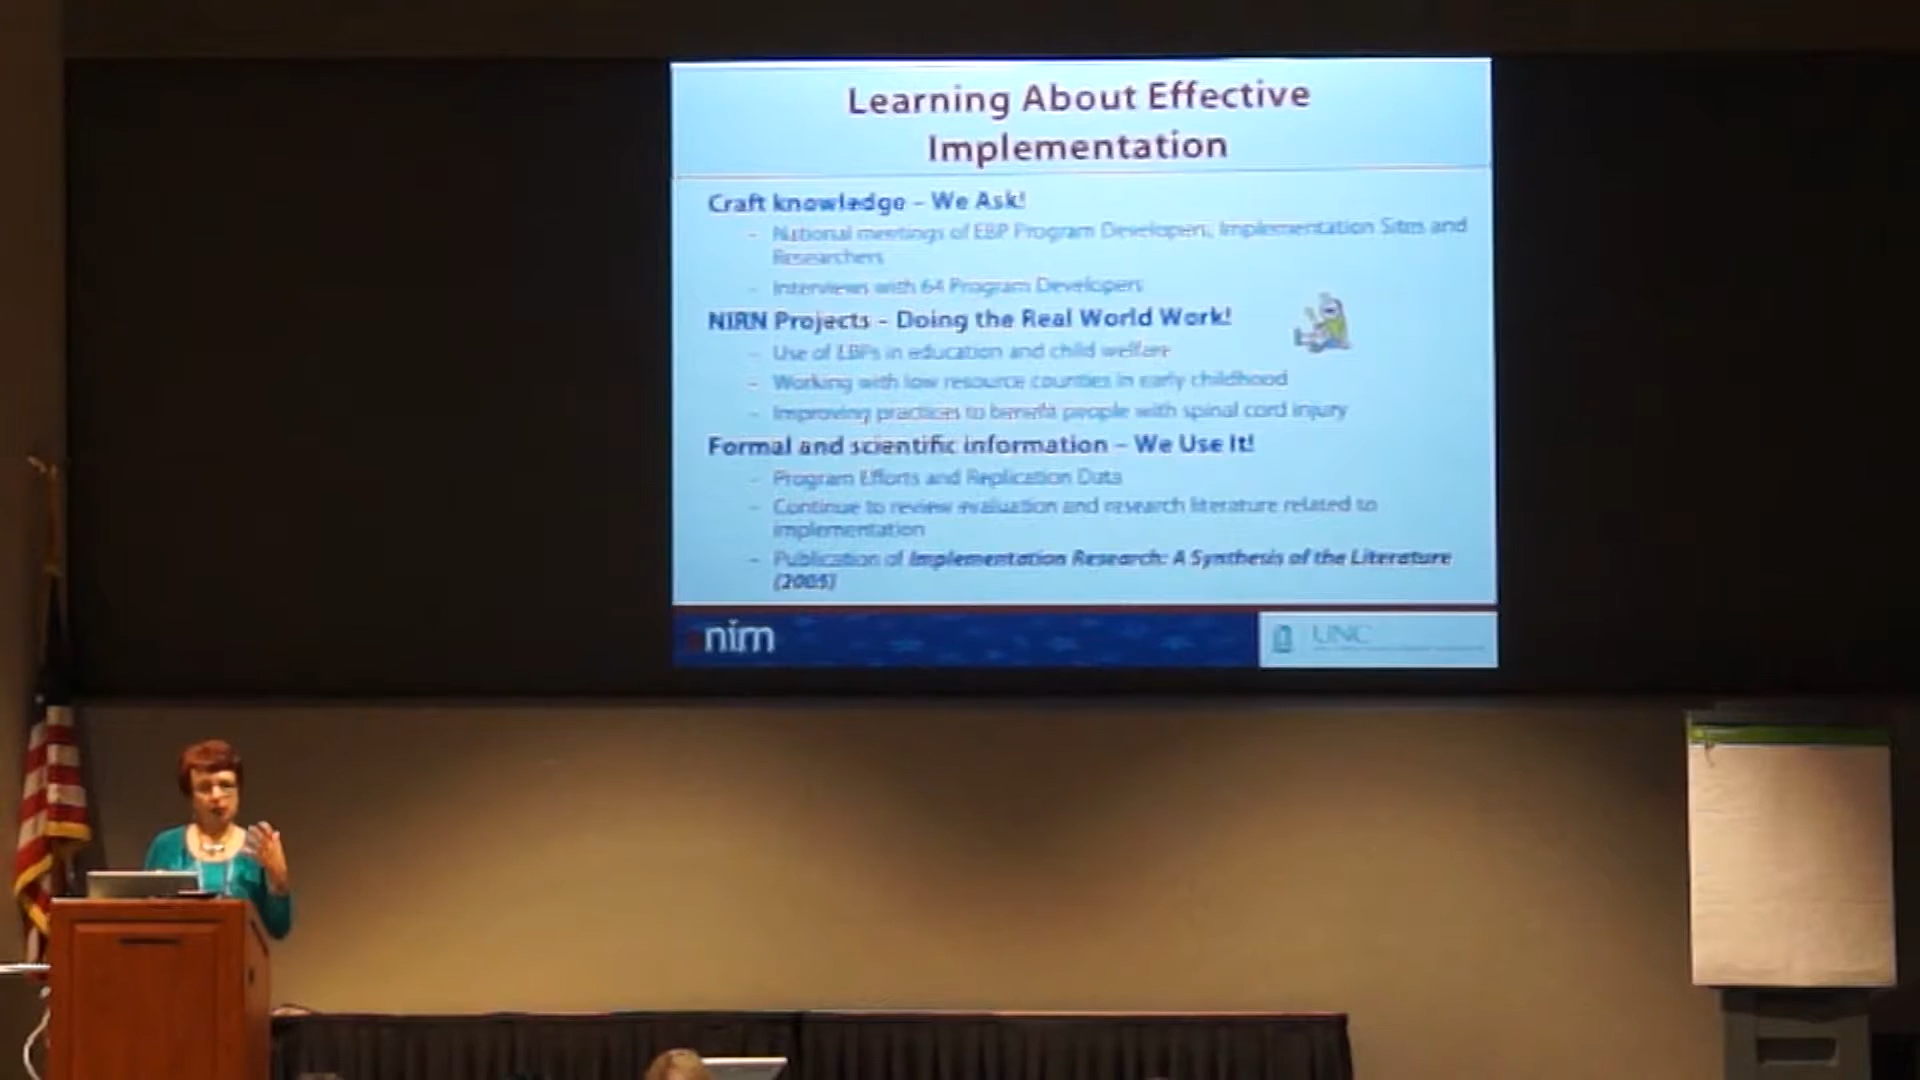 Learning About Effective
Implementation
Craft knowledge – We Ask!
– National meetings of EBP Program Developers, Implementation Sites and
Researchers
– Interviews with 64 Program Developers
NIRN Projects – Doing the Real World Work!
– Use of EBPs in education and child welfare
– Working with low resource counties in early childhood
– Improving practices to benefit people with spinal cord injury
Formal and scientific information – We Use It!
– Program Efforts and Replication Data
– Continue to review evaluation and research literature related to
implementation
– Publication of Implementation Research: A Synthesis of the Literature
(2005)
nirn
UNC